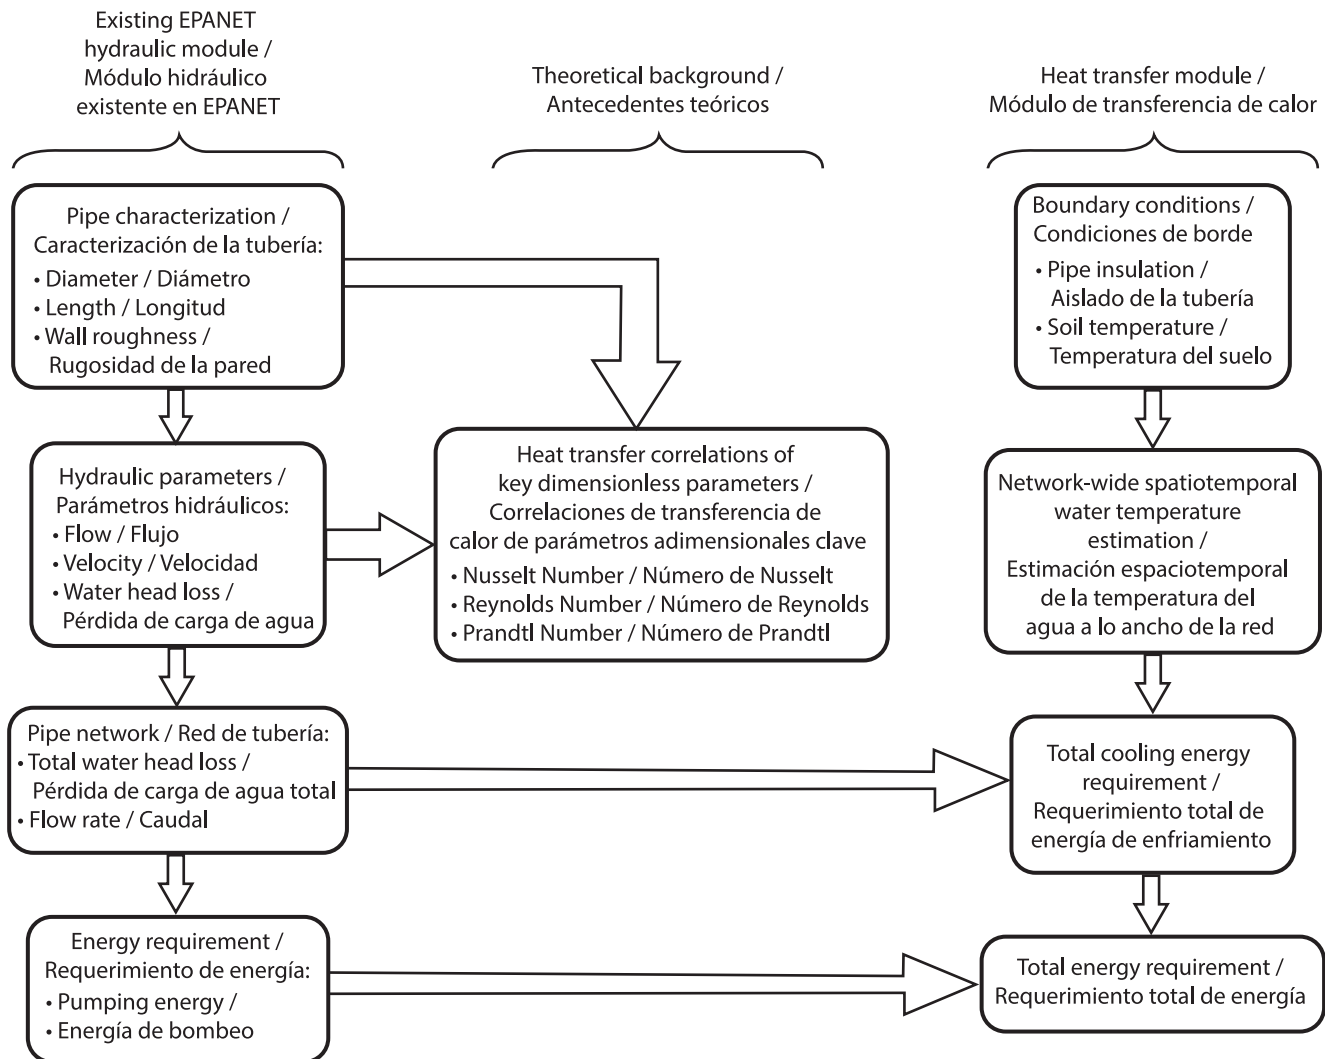 Existing EPANET
hydraulic module /
Módulo hidráulico
existente en EPANET
Theoretical background /
Antecedentes teóricos
Heat transfer module /
Módulo de transferencia de calor
Pipe characterization /
Caracterización de la tubería:
• Diameter / Diámetro
• Length / Longitud
• Wall roughness /
Rugosidad de la pared
Boundary conditions /
Condiciones de borde
• Pipe insulation /
Aislado de la tubería
• Soil temperature /
Temperatura del suelo
Hydraulic parameters /
Parámetros hidráulicos:
• Flow / Flujo
• Velocity / Velocidad
• Water head loss /
Pérdida de carga de agua
Heat transfer correlations of
key dimensionless parameters /
Correlaciones de transferencia de
calor de parámetros adimensionales clave
• Nusselt Number / Número de Nusselt
• Reynolds Number / Número de Reynolds
• Prandtl Number / Número de Prandtl
Network-wide spatiotemporal
water temperature
estimation /
Estimación espaciotemporal
de la temperatura del
agua a lo ancho de la red
Pipe network / Red de tubería:
• Total water head loss /
Pérdida de carga de agua total
• Flow rate / Caudal
Total cooling energy
requirement /
Requerimiento total de
energía de enfriamiento
Energy requirement /
Requerimiento de energía:
• Pumping energy /
• Energía de bombeo
Total energy requirement /
Requerimiento total de energía